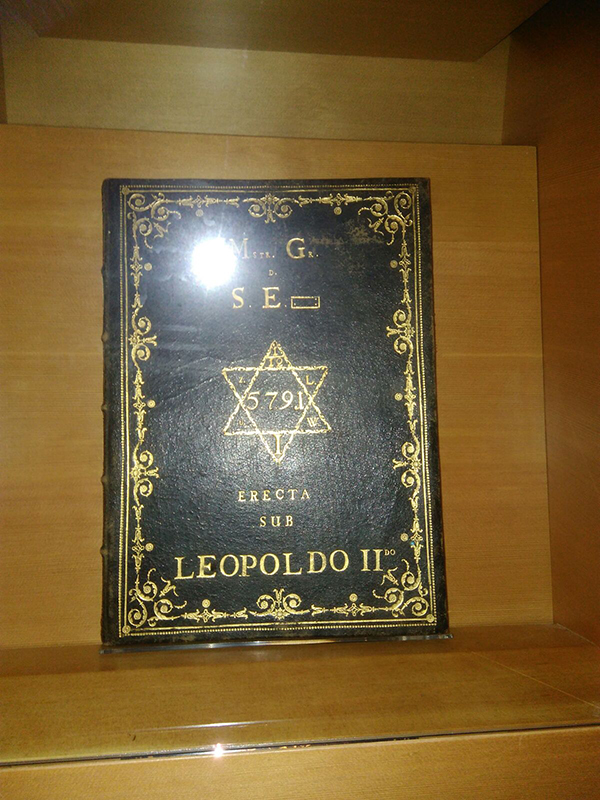 Mstr. Gr.
D.
S. E.
5791
L
W
ERECTA
SUB
LEOPOLDO IIDO